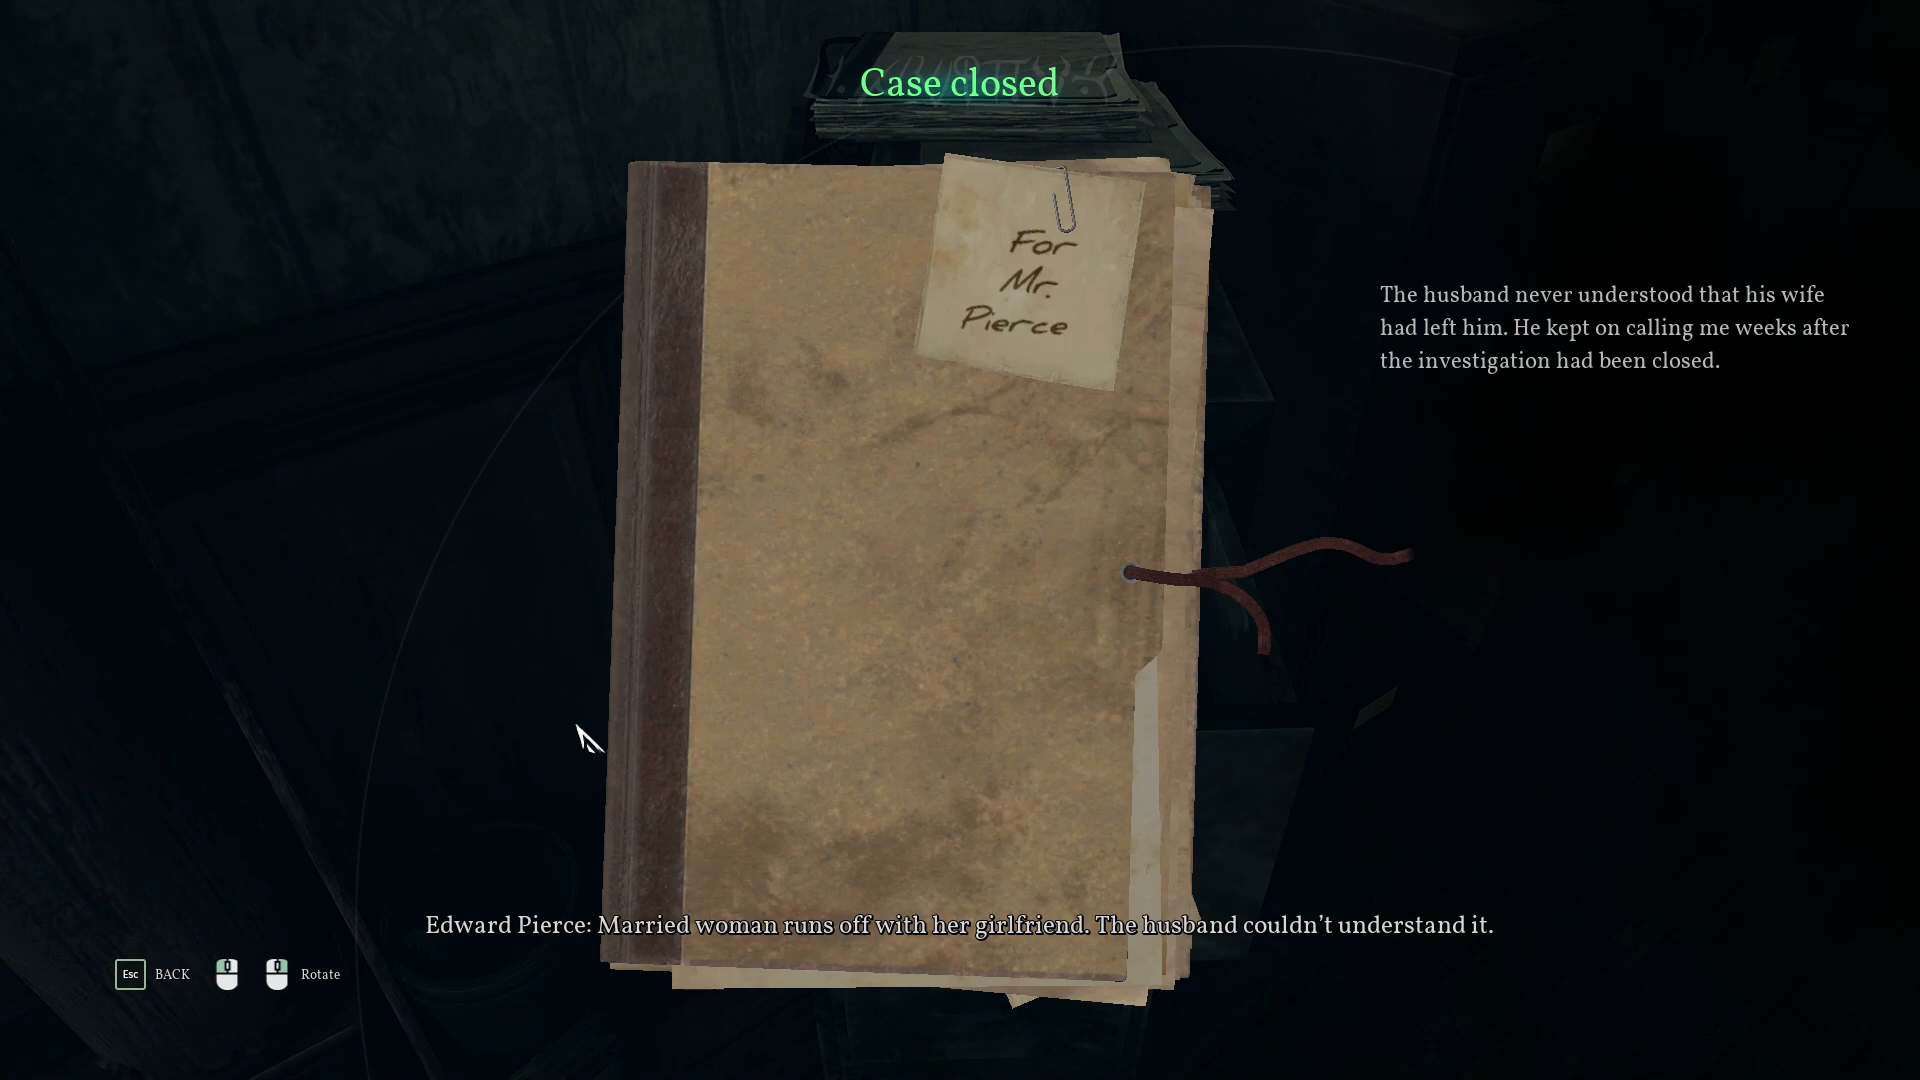 Case closed
For
Mr.
Pierce
The husband never understood that his wife
had left him. He kept on calling me weeks after
the investigation had been closed.
Edward Pierce: Married woman runs off with her girlfriend. The husband couldn't understand it.
Esc BACK Rotate